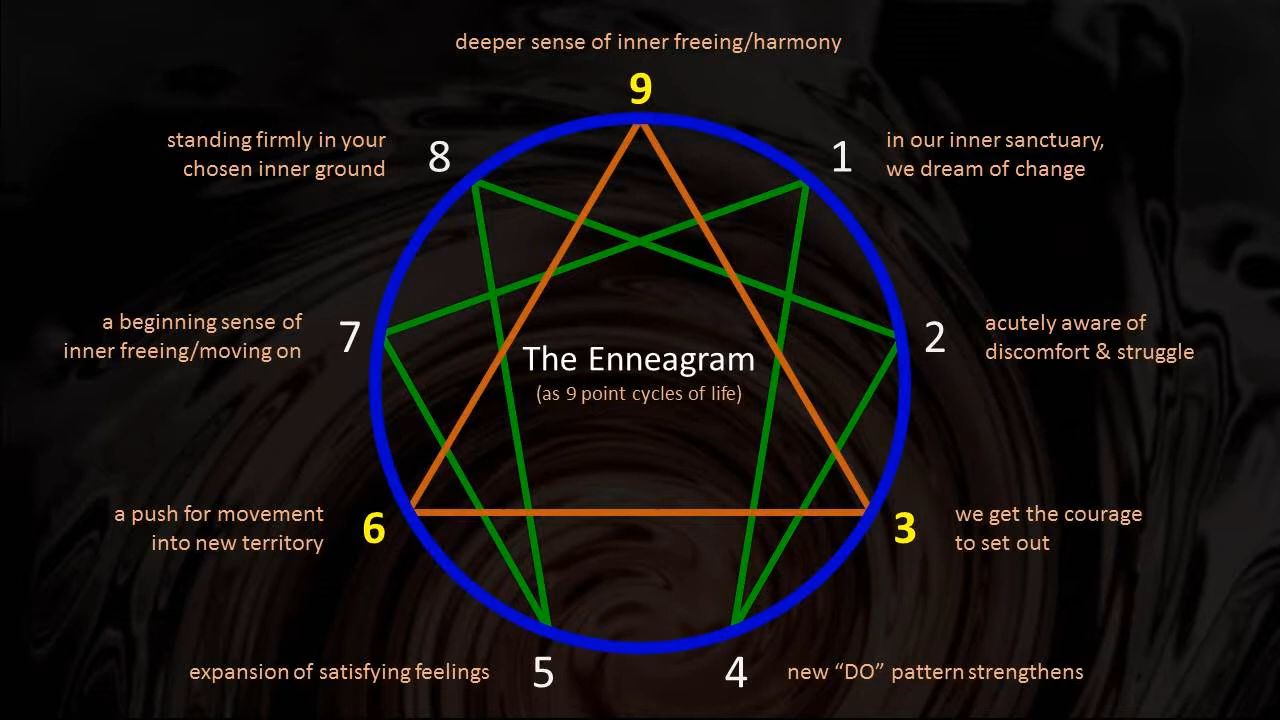 deeper sense of inner freeing/harmony
9
standing firmly in your
chosen inner ground
8
1
in our inner sanctuary,
we dream of change
a beginning sense of
inner freeing/moving on
7
The Enneagram
(as 9 point cycles of life)
2
acutely aware of
discomfort & struggle
a push for movement
into new territory
6
3
we get the courage
to set out
expansion of satisfying feelings
5
4
new “DO” pattern strengthens